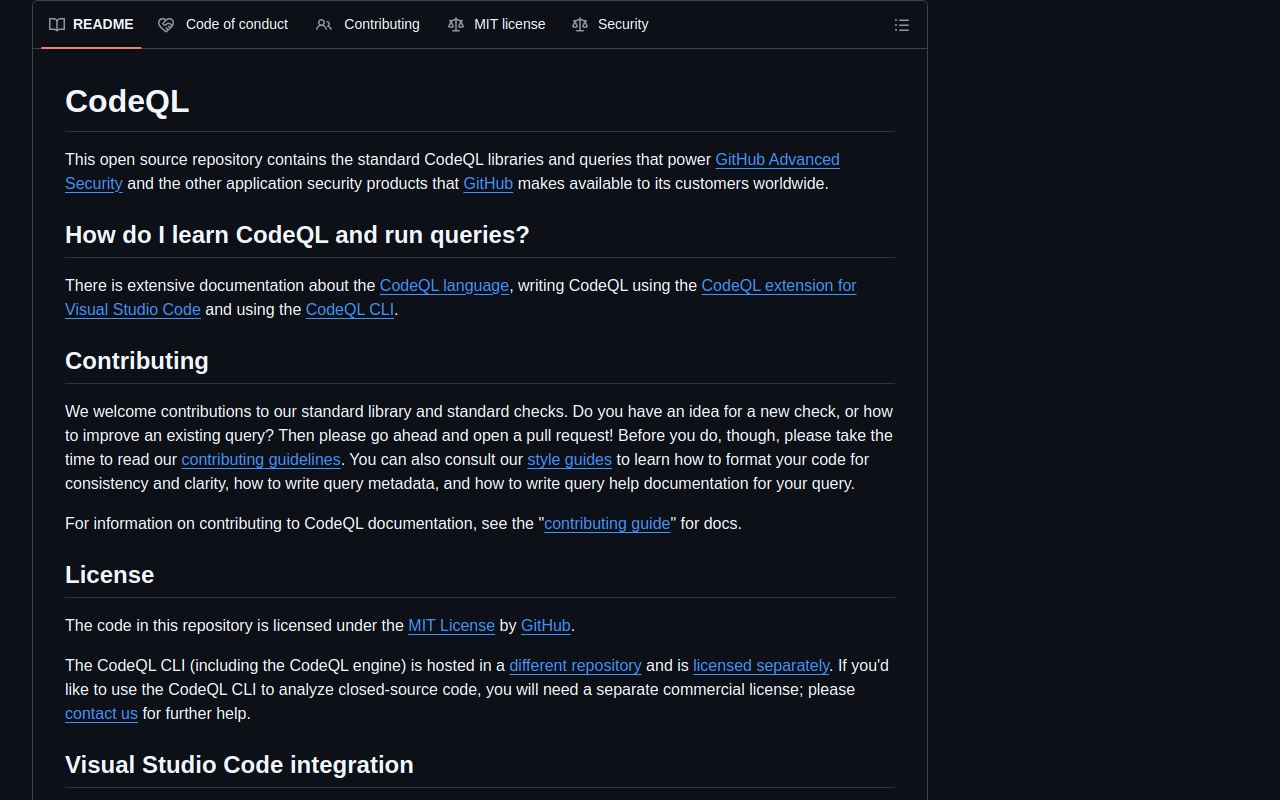 README Code of conduct Contributing MIT license Security
CodeQL
This open source repository contains the standard CodeQL libraries and queries that power GitHub Advanced
Security and the other application security products that GitHub makes available to its customers worldwide.
How do I learn CodeQL and run queries?
There is extensive documentation about the CodeQL language, writing CodeQL using the CodeQL extension for
Visual Studio Code and using the CodeQL CLI.
Contributing
We welcome contributions to our standard library and standard checks. Do you have an idea for a new check, or how
to improve an existing query? Then please go ahead and open a pull request! Before you do, though, please take the
time to read our contributing guidelines. You can also consult our style guides to learn how to format your code for
consistency and clarity, how to write query metadata, and how to write query help documentation for your query.
For information on contributing to CodeQL documentation, see the "contributing guide" for docs.
License
The code in this repository is licensed under the MIT License by GitHub.
The CodeQL CLI (including the CodeQL engine) is hosted in a different repository and is licensed separately. If you'd
like to use the CodeQL CLI to analyze closed-source code, you will need a separate commercial license; please
contact us for further help.
Visual Studio Code integration